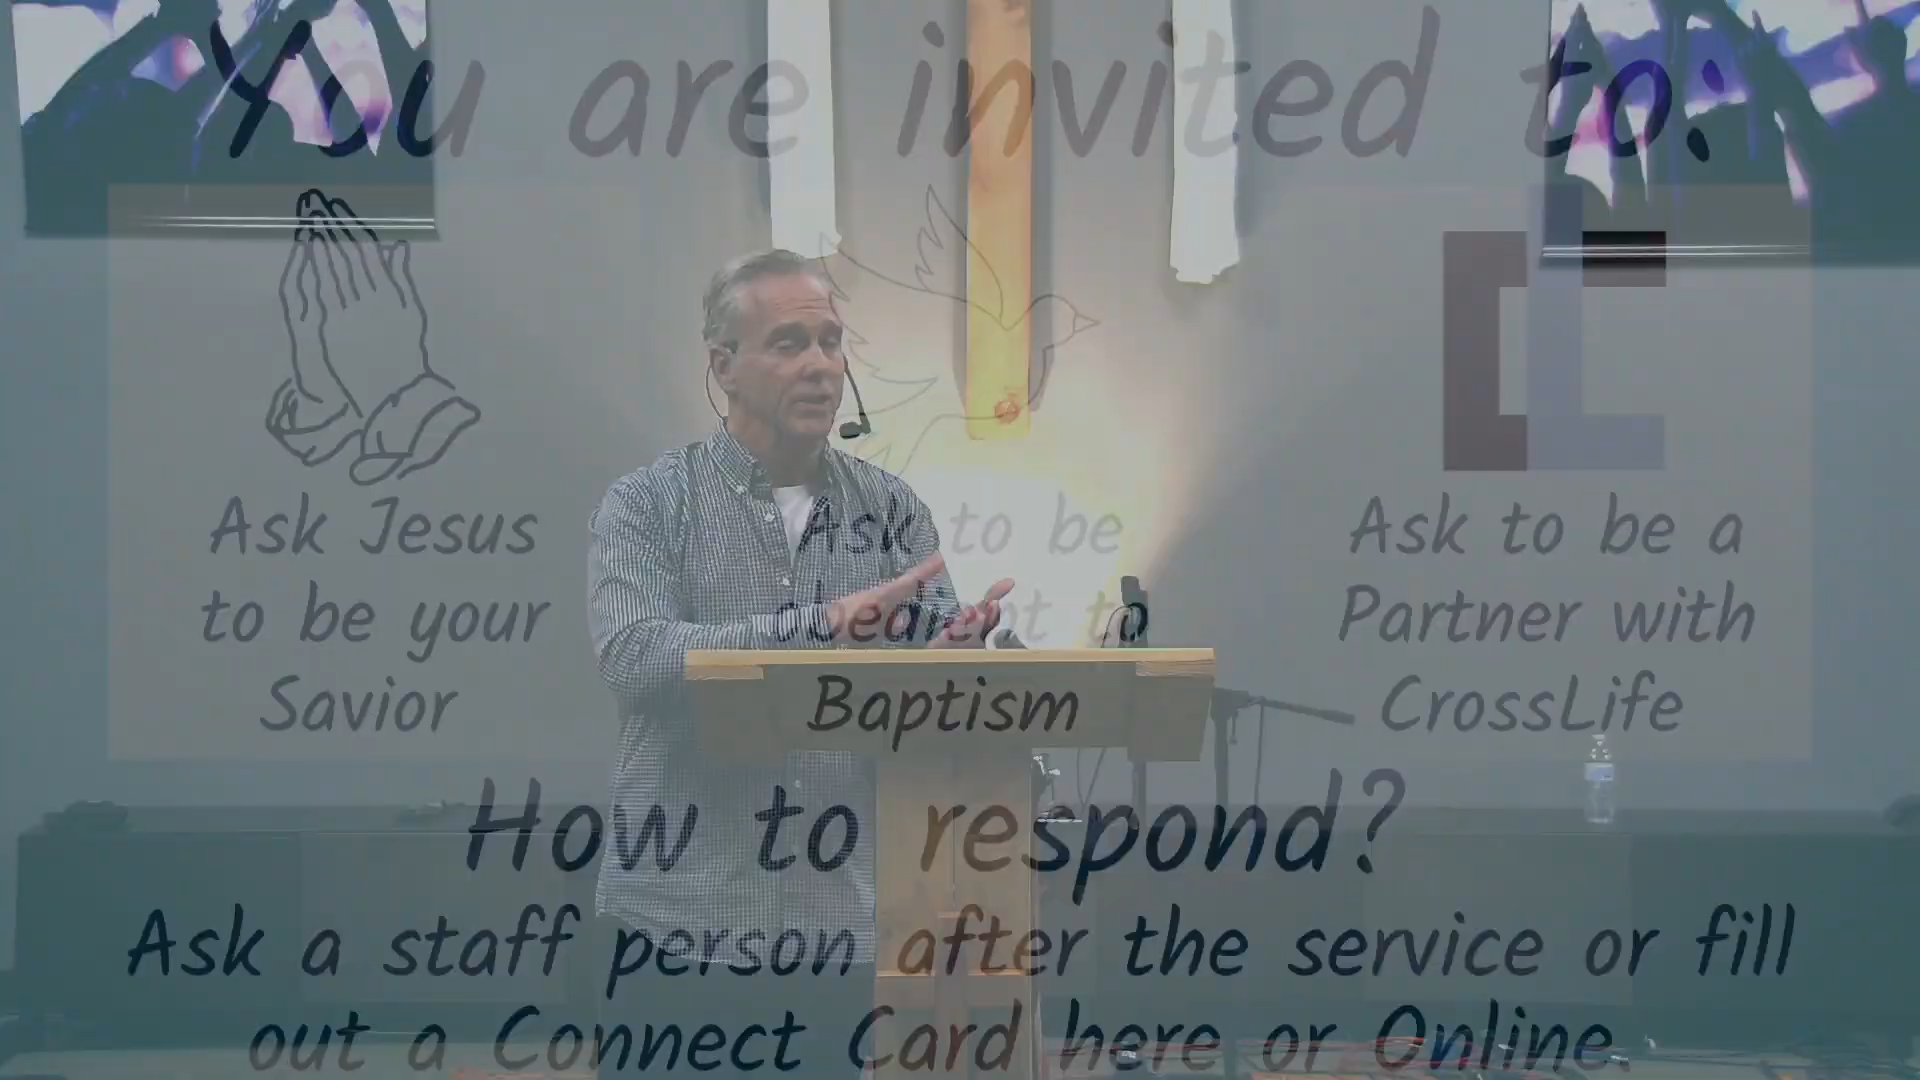 You are invited to:
Ask Jesus
to be your
Savior
Ask to be
obedient to
Baptism
Ask to be a
Partner with
CrossLife
How to respond?
Ask a staff person after the service or fill
out a Connect Card here or Online.